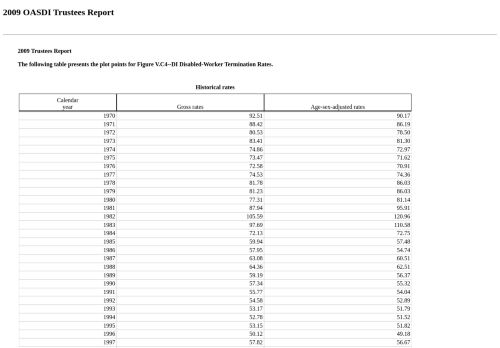 2009 OASDI Trustees Report
2009 Trustees Report
The following table presents the plot points for Figure V.C4--DI Disabled-Worker Termination Rates.
Historical rates
Calendar
year Gross rates Age-sex-adjusted rates
1970 92.51 90.17
1971 88.42 86.19
1972 80.53 78.50
1973 83.41 81.30
1974 74.86 72.97
1975 73.47 71.62
1976 72.58 70.91
1977 74.53 74.36
1978 81.78 86.03
1979 81.23 86.03
1980 77.31 81.14
1981 87.94 95.91
1982 105.59 120.96
1983 97.69 110.58
1984 72.13 72.75
1985 59.94 57.48
1986 57.95 54.74
1987 63.08 60.51
1988 64.36 62.51
1989 59.19 56.37
1990 57.34 55.32
1991 55.77 54.04
1992 54.58 52.89
1993 53.17 51.79
1994 52.78 51.52
1995 53.15 51.82
1996 50.12 49.18
1997 57.82 56.67